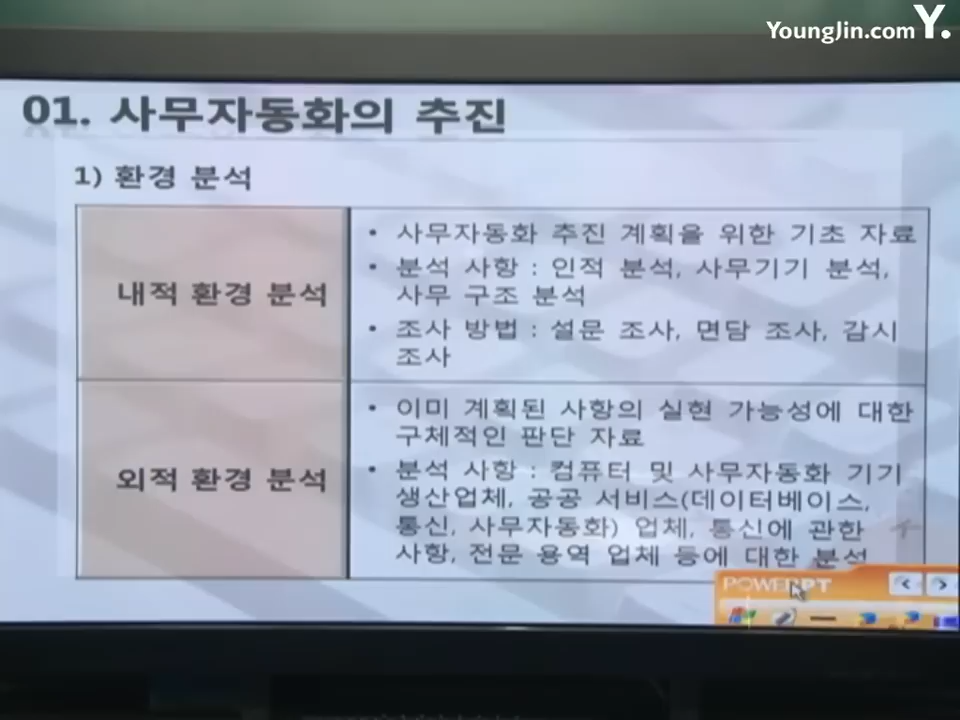 YoungJin.com Y.
01. 사무자동화의 추진
1) 환경 분석
내적 환경 분석
• 사무자동화 추진 계획을 위한 기초 자료
• 분석 사항 : 인적 분석, 사무기기 분석,
사무 구조 분석
• 조사 방법 : 설문 조사, 면담 조사, 감시
조사
외적 환경 분석
• 이미 계획된 사항의 실현 가능성에 대한
구체적인 판단 자료
• 분석 사항 : 컴퓨터 및 사무자동화 기기
생산업체, 공공 서비스(데이터베이스,
통신, 사무자동화) 업체, 통신에 관한
사항, 전문 용역 업체 등에 대한 분석
POWERPT